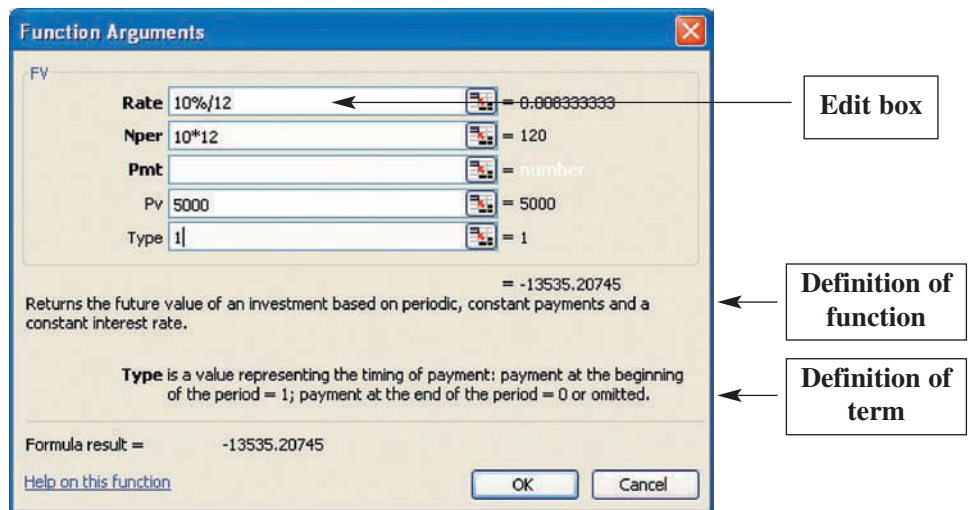 Function Arguments
FV
Rate 10%/12 = 0.008333333
Edit box
Nper 10*12 = 120
Pmt = number
Pv 5000 = 5000
Type 1 = 1
= -13535.20745
Returns the future value of an investment based on periodic, constant payments and a
constant interest rate.
Definition of
function
Type is a value representing the timing of payment: payment at the beginning
of the period = 1; payment at the end of the period = 0 or omitted.
Definition of
term
Formula result = -13535.20745
Help on this function OK Cancel